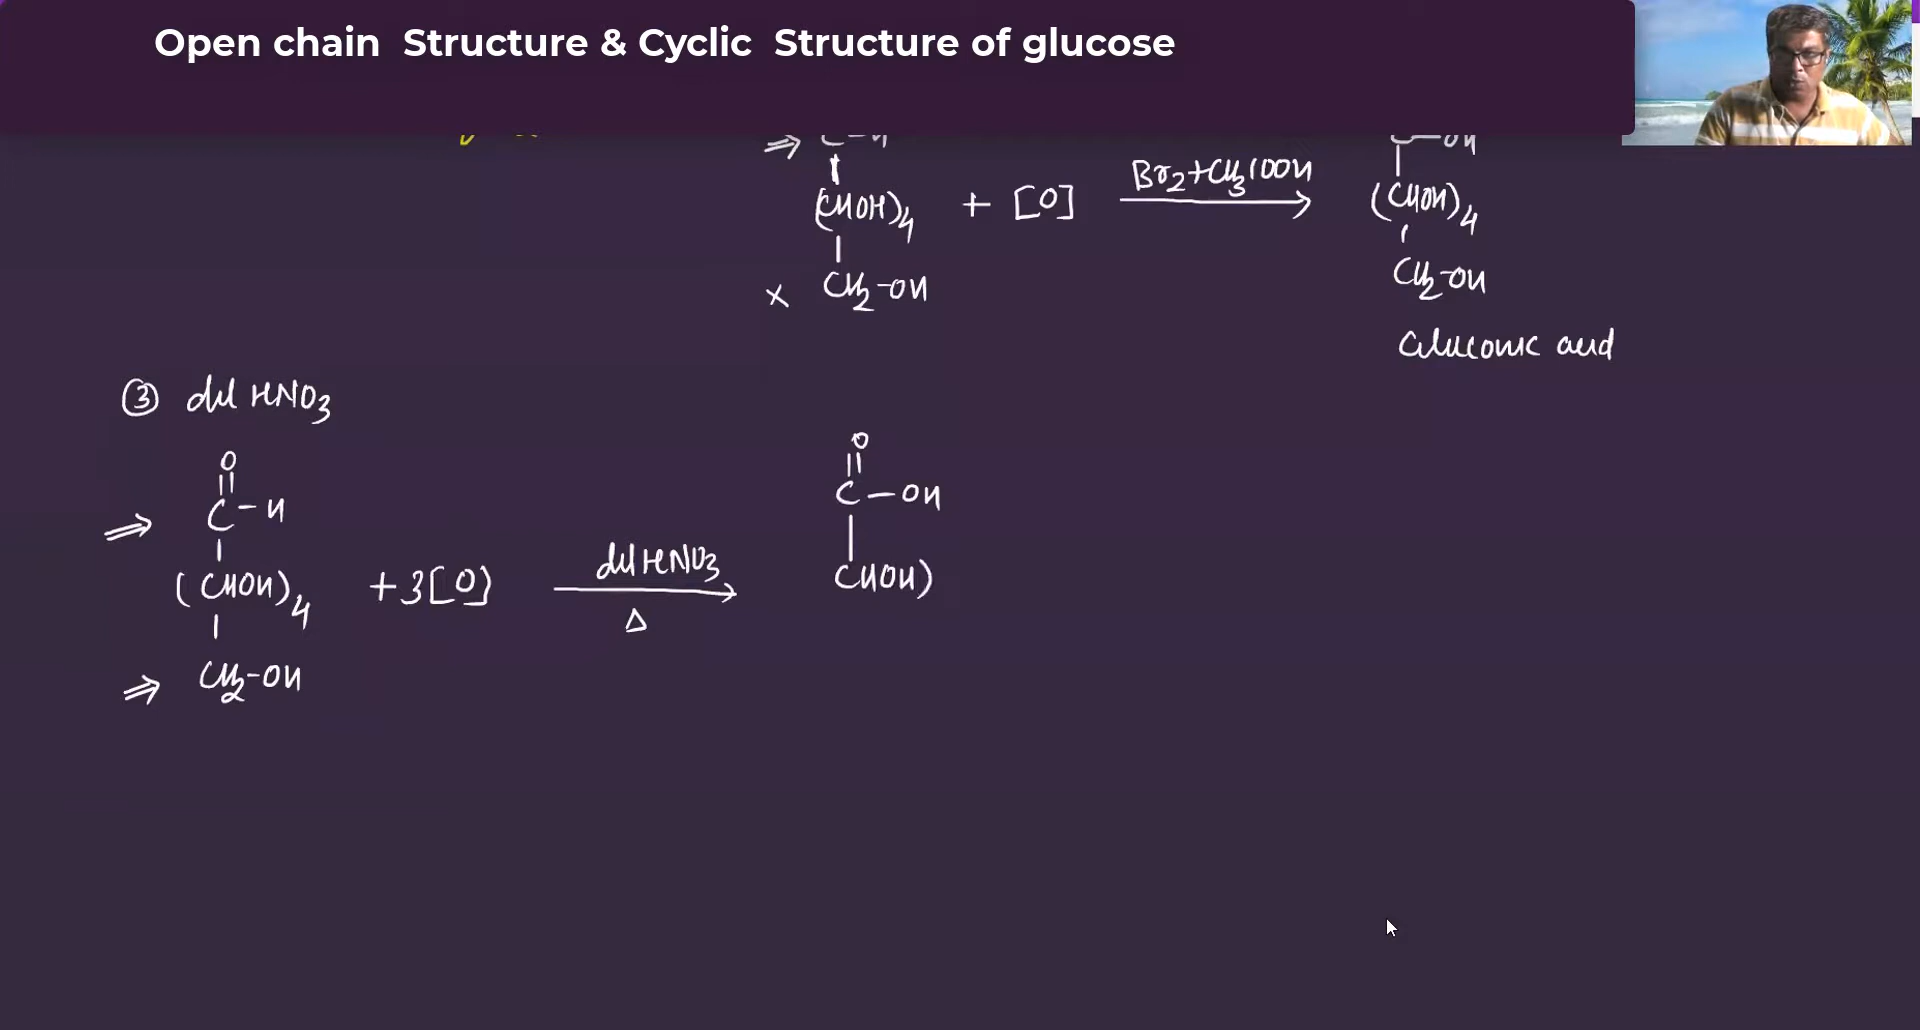 Open chain Structure & Cyclic Structure of glucose
C-H
C-OH
(CHOH)4 + [O]
Br2+CH3COOH
(CHOH)4
x CH2-OH
CH2-OH
Gluconic acid
③ dil HNO3
O
||
⇒ C-H
|
(CHOH)4 +3[O]
|
⇒ CH2-OH
dil HNO3
Δ
O
||
C-OH
|
CHOH)